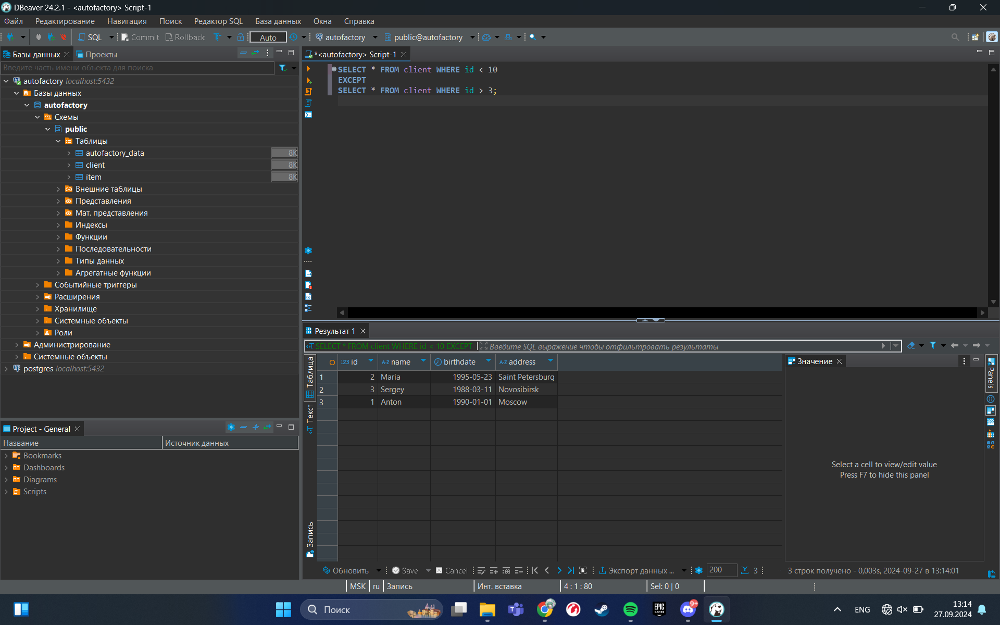 DBeaver 24.2.1 - <autofactory> Script-1
Файл Редактирование Навигация Поиск Редактор SQL База данных Окна Справка
SQL Commit Rollback Auto autofactory public@autofactory
Базы данных Проекты
Введите часть имени объекта для поиска
autofactory localhost:5432
Базы данных
autofactory
Схемы
public
Таблицы
autofactory_data 8K
client 8K
item 8K
Внешние таблицы
Представления
Мат. представления
Индексы
Функции
Последовательности
Типы данных
Агрегатные функции
Событийные триггеры
Расширения
Хранилище
Системные объекты
Роли
Администрирование
Системные объекты
postgres localhost:5432
Project - General
Название Источник данных
Bookmarks
Dashboards
Diagrams
Scripts
*<autofactory> Script-1
SELECT * FROM client WHERE id < 10
EXCEPT
SELECT * FROM client WHERE id > 3;
Результат 1
SELECT * FROM client WHERE id < 10 EXCEPT Введите SQL выражение чтобы отфильтровать результаты
Таблица
Текст
Запись
123 id A-Z name birthdate A-Z address
1 2 Maria 1995-05-23 Saint Petersburg
2 3 Sergey 1988-03-11 Novosibirsk
3 1 Anton 1990-01-01 Moscow
Значение
Select a cell to view/edit value
Press F7 to hide this panel
Panels
Обновить Save Cancel Экспорт данных ... 200 3 3 строк получено - 0,003s, 2024-09-27 в 13:14:01
MSK ru Запись Инт. вставка 4 : 1 : 80 Sel: 0 | 0
Поиск
EPIC GAMES
9+
ENG
13:14
27.09.2024